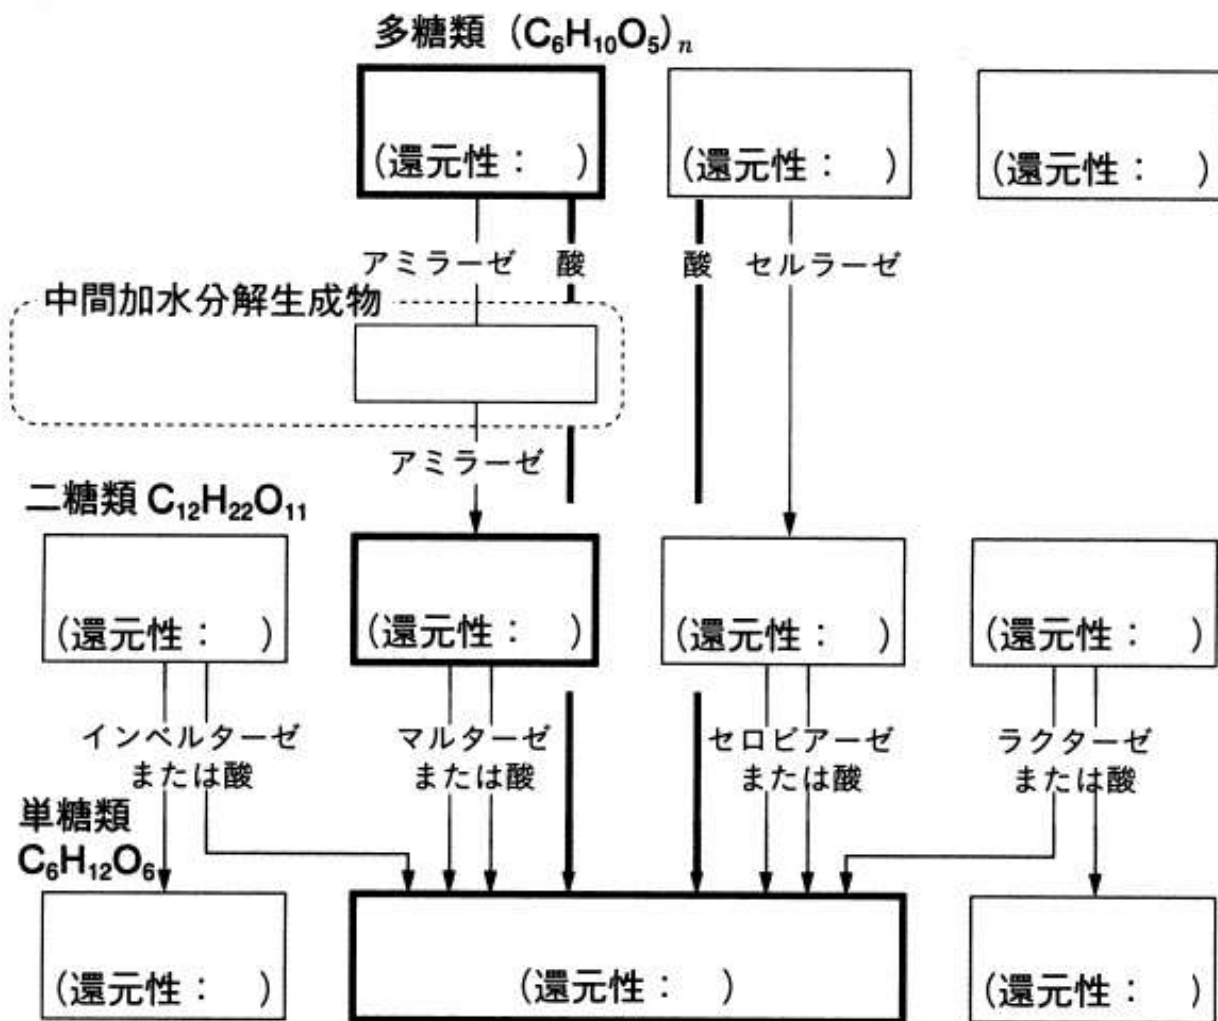 多糖類 (C₆H₁₀O₅)ₙ
(還元性： )
(還元性： )
(還元性： )
アミラーゼ
酸
酸
セルラーゼ
中間加水分解生成物
アミラーゼ
二糖類 C₁₂H₂₂O₁₁
(還元性： )
(還元性： )
(還元性： )
(還元性： )
インベルターゼ
または酸
マルターゼ
または酸
セロビアーゼ
または酸
ラクターゼ
または酸
単糖類
C₆H₁₂O₆
(還元性： )
(還元性： )
(還元性： )